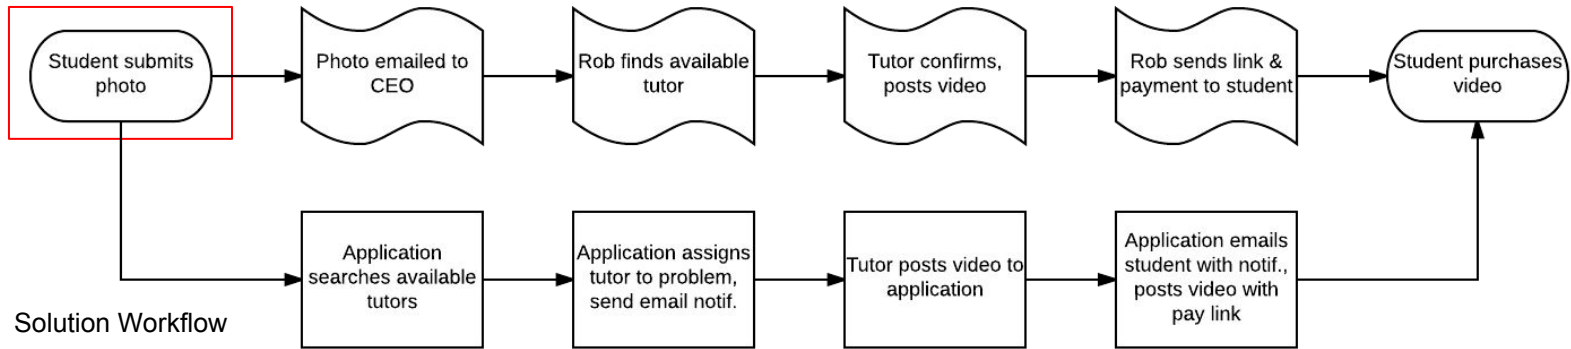 Student submits
photo
Photo emailed to
CEO
Rob finds available
tutor
Tutor confirms,
posts video
Rob sends link &
payment to student
Student purchases
video
Application
searches available
tutors
Application assigns
tutor to problem,
send email notif.
Tutor posts video to
application
Application emails
student with notif.,
posts video with
pay link
Solution Workflow